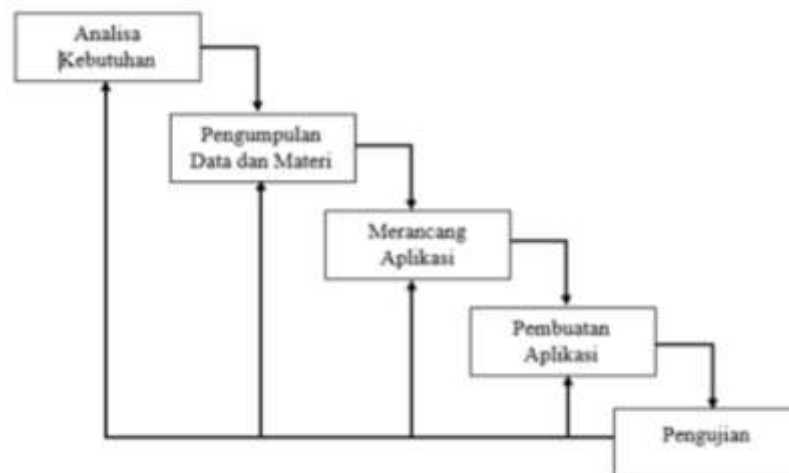 Analisa
Kebutuhan
Pengumpulan
Data dan Materi
Merancang
Aplikasi
Pembuatan
Aplikasi
Pengujian